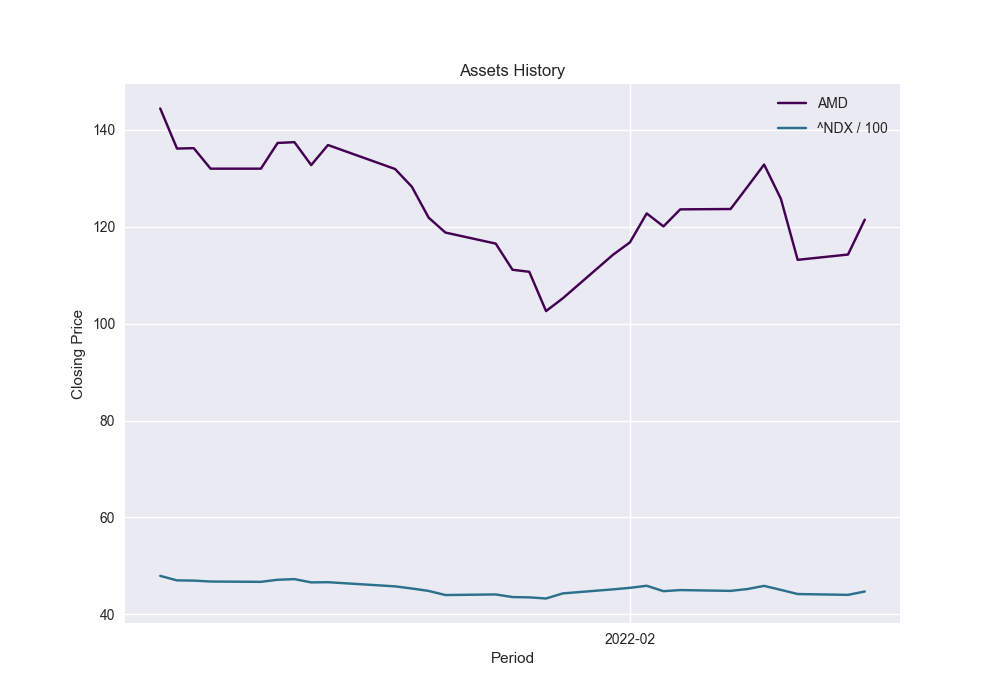 Assets History
AMD
^NDX / 100
140
120
100
80
60
40
Closing Price
2022-02
Period